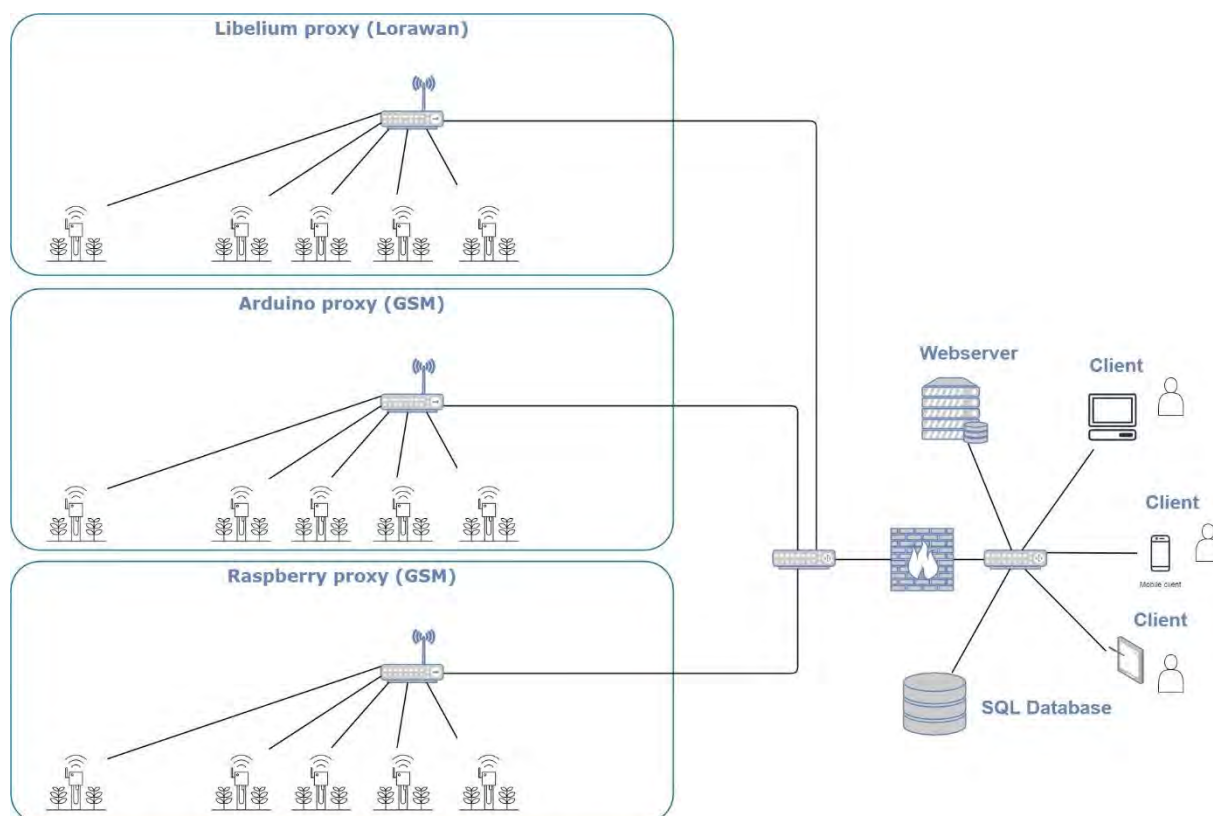 Libelium proxy (Lorawan)
Arduino proxy (GSM)
Webserver
Client
Client
Mobile client
Raspberry proxy (GSM)
Client
SQL Database